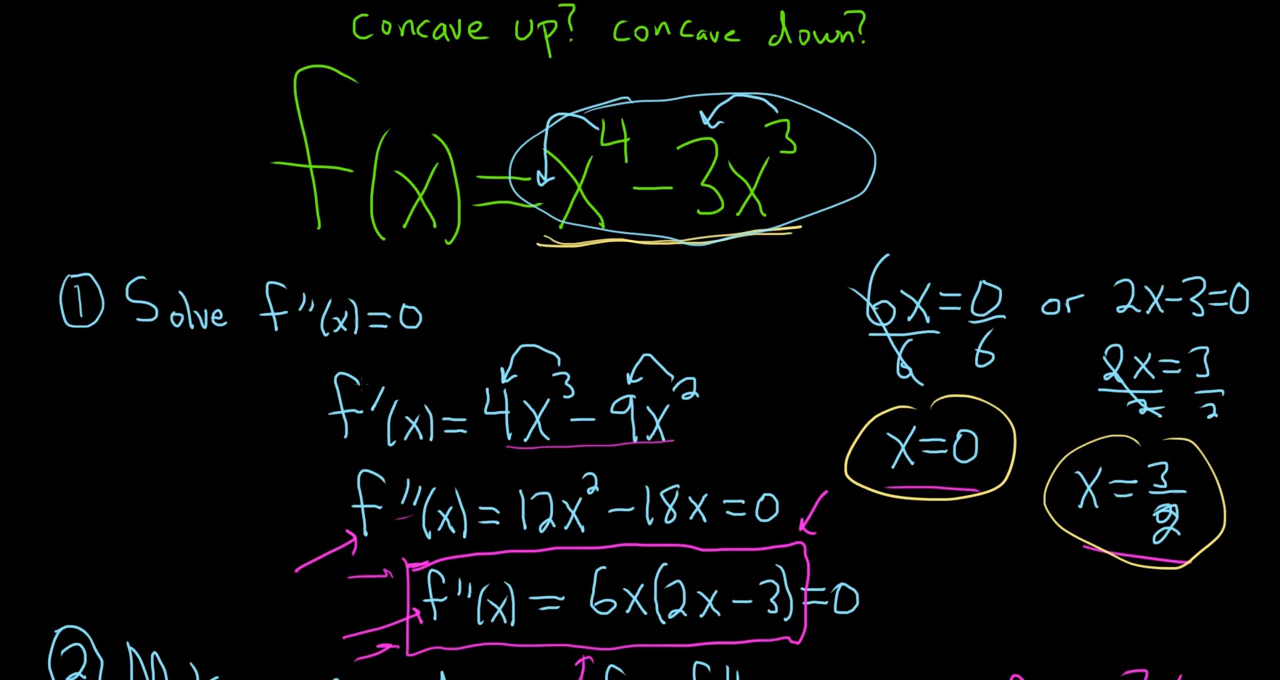 concave up? concave down?
f(x) = x⁴ - 3x³
① Solve f''(x) = 0
f'(x) = 4x³ - 9x²
f''(x) = 12x² - 18x = 0
f''(x) = 6x(2x - 3) = 0
6x = 0 or 2x - 3 = 0
6 6
2x = 3
2 2
x = 0
x = 3/2
②